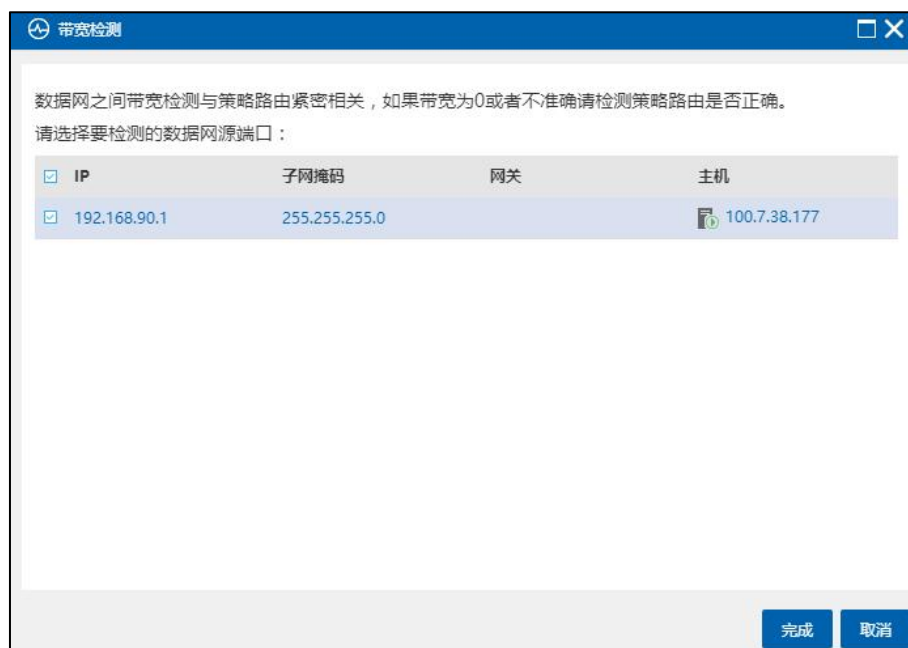 带宽检测
数据网之间带宽检测与策略路由紧密相关，如果带宽为0或者不准确请检测策略路由是否正确。
请选择要检测的数据网源端口：
IP 子网掩码 网关 主机
192.168.90.1 255.255.255.0 100.7.38.177
完成 取消